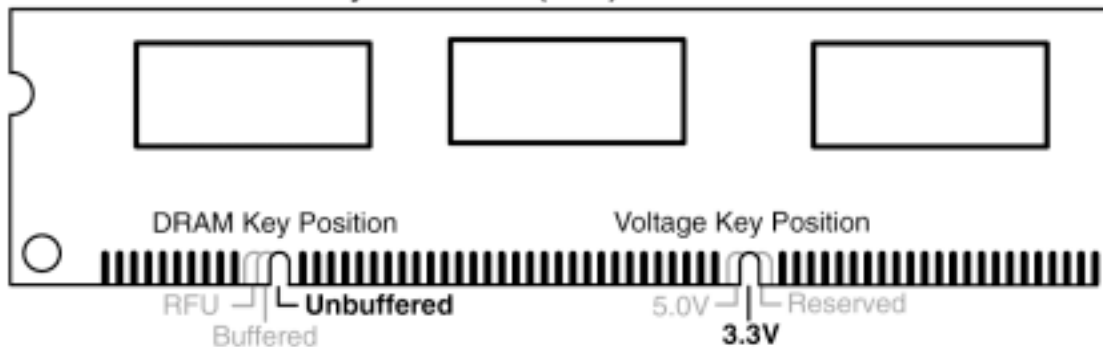 DRAM Key Position
Voltage Key Position
RFU
Unbuffered
5.0V
Reserved
Buffered
3.3V